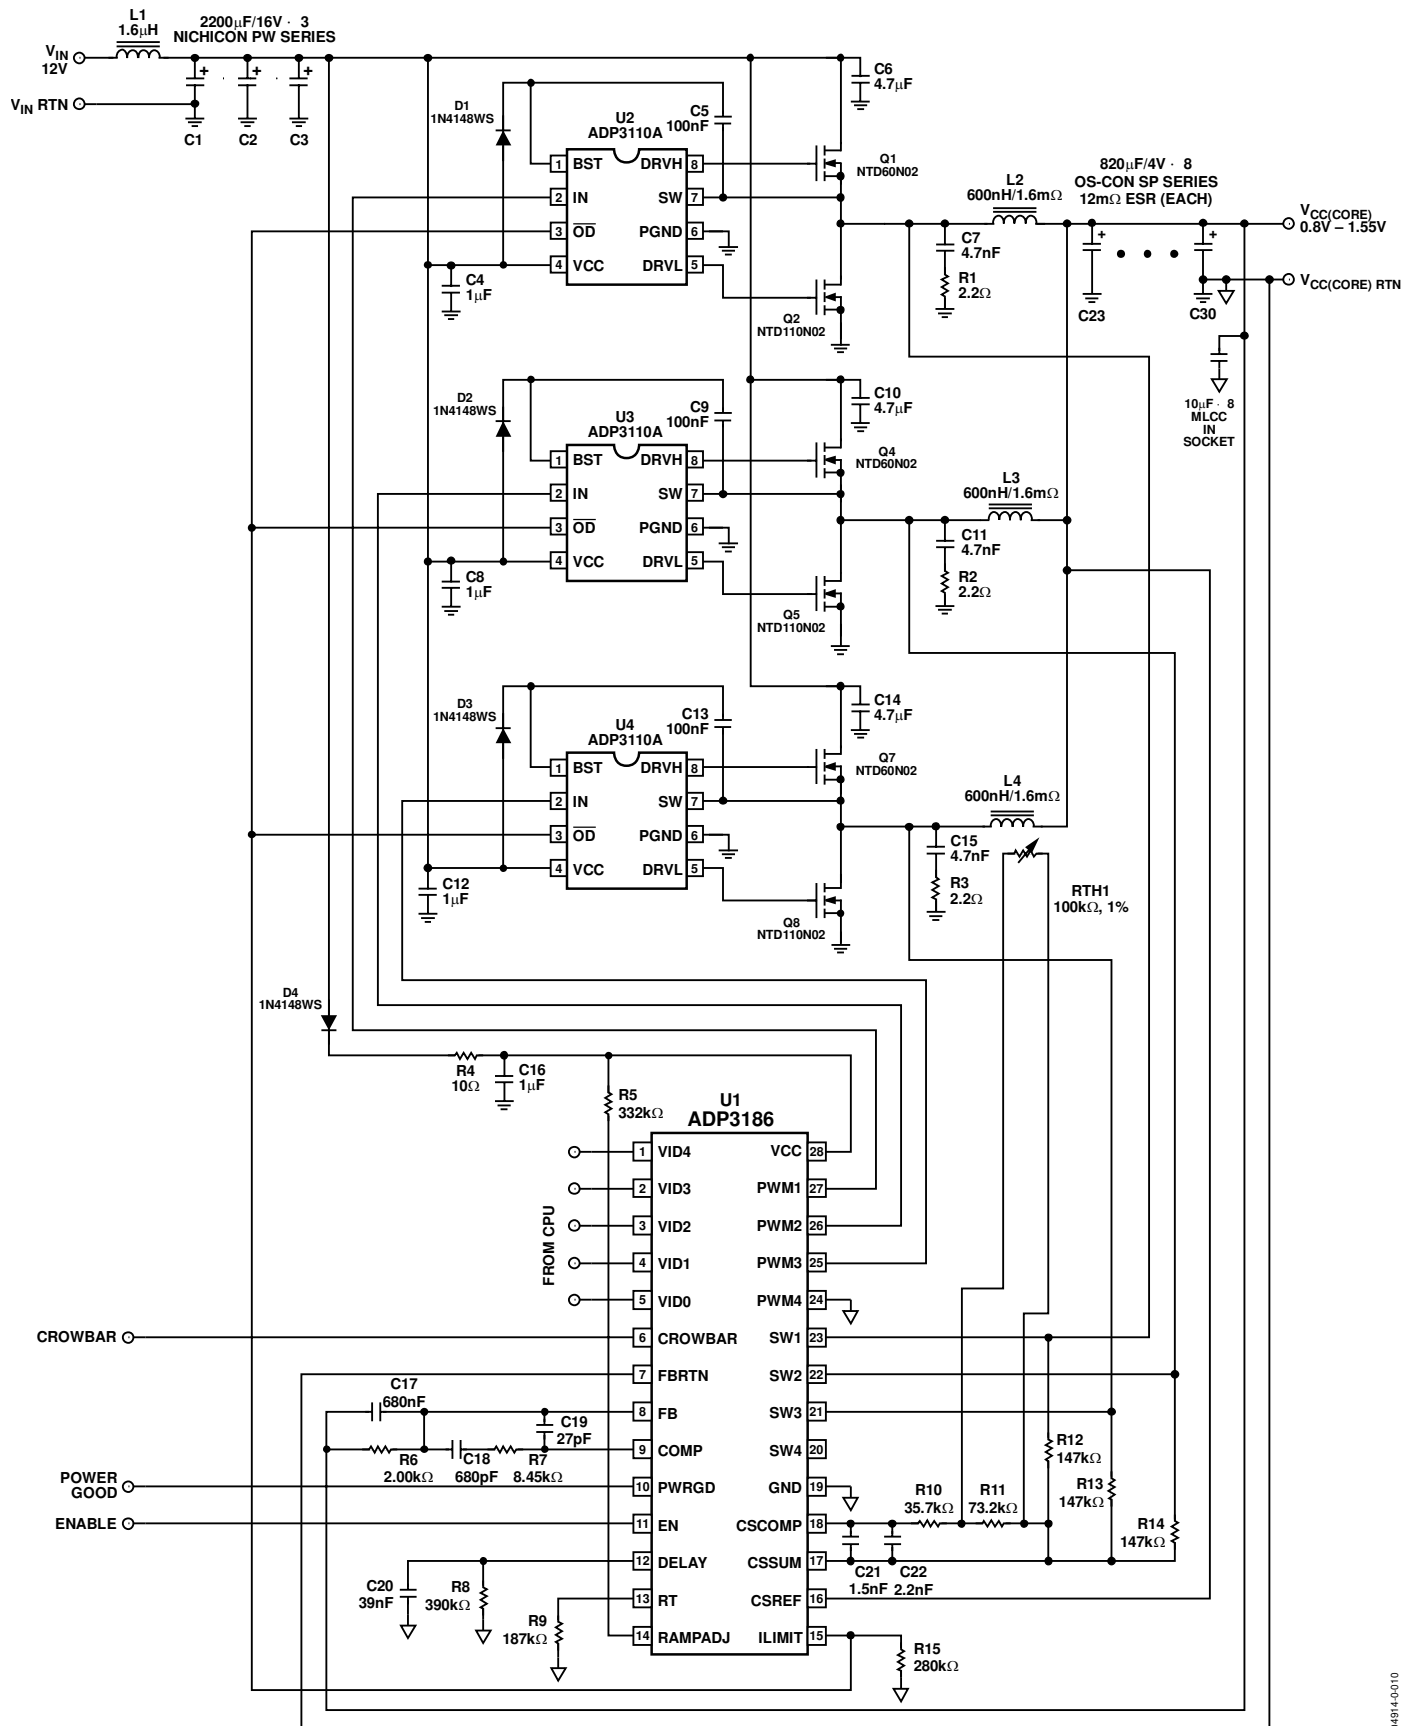 L1
1.6μH
2200μF/16V · 3
NICHICON PW SERIES
VIN
12V
VIN RTN
C1
C2
C3
C6
4.7μF
D1
1N4148WS
U2
ADP3110A
C5
100nF
1 BST
DRVH 8
2 IN
SW 7
3 OD
PGND 6
4 VCC
DRVL 5
C4
1μF
Q1
NTD60N02
Q2
NTD110N02
L2
600nH/1.6mΩ
C7
4.7nF
R1
2.2Ω
820μF/4V · 8
OS-CON SP SERIES
12mΩ ESR (EACH)
VCC(CORE)
0.8V – 1.55V
VCC(CORE) RTN
C23
C30
10μF · 8
MLCC
IN
SOCKET
D2
1N4148WS
U3
ADP3110A
C9
100nF
C10
4.7μF
1 BST
DRVH 8
2 IN
SW 7
3 OD
PGND 6
4 VCC
DRVL 5
C8
1μF
Q4
NTD60N02
Q5
NTD110N02
L3
600nH/1.6mΩ
C11
4.7nF
R2
2.2Ω
D3
1N4148WS
U4
ADP3110A
C13
100nF
C14
4.7μF
1 BST
DRVH 8
2 IN
SW 7
3 OD
PGND 6
4 VCC
DRVL 5
C12
1μF
Q7
NTD60N02
Q8
NTD110N02
L4
600nH/1.6mΩ
C15
4.7nF
R3
2.2Ω
RTH1
100kΩ, 1%
D4
1N4148WS
R4
10Ω
C16
1μF
R5
332kΩ
U1
ADP3186
FROM CPU
1 VID4
VCC 28
2 VID3
PWM1 27
3 VID2
PWM2 26
4 VID1
PWM3 25
5 VID0
PWM4 24
CROWBAR
6 CROWBAR
SW1 23
7 FBRTN
SW2 22
8 FB
SW3 21
9 COMP
SW4 20
10 PWRGD
GND 19
11 EN
CSCOMP 18
12 DELAY
CSSUM 17
13 RT
CSREF 16
14 RAMPADJ
ILIMIT 15
C17
680nF
C19
27pF
R6
2.00kΩ
C18
680pF
R7
8.45kΩ
POWER
GOOD
ENABLE
C20
39nF
R8
390kΩ
R9
187kΩ
R10
35.7kΩ
R11
73.2kΩ
R12
147kΩ
R13
147kΩ
R14
147kΩ
C21
1.5nF
C22
2.2nF
R15
280kΩ
04914-0-010